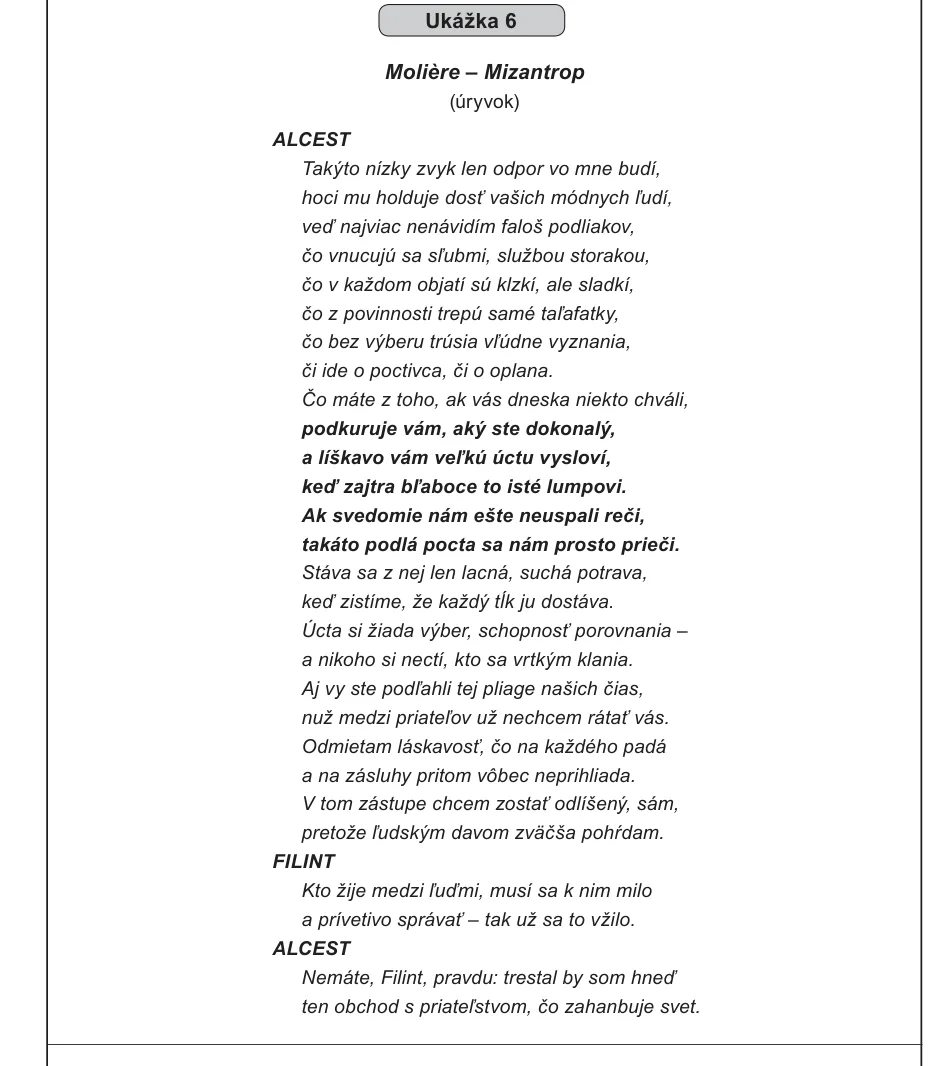 Ukážka 6
Molière – Mizantrop
(úryvok)
ALCEST
Takýto nízky zvyk len odpor vo mne budí,
hoci mu holduje dosť vašich módnych ľudí,
veď najviac nenávidím faloš podliakov,
čo vnucujú sa sľubmi, službou storakou,
čo v každom objatí sú klzkí, ale sladkí,
čo z povinnosti trepú samé taľafatky,
čo bez výberu trúsia vľúdne vyznania,
či ide o poctivca, či o oplana.
Čo máte z toho, ak vás dneska niekto chváli,
podkuruje vám, aký ste dokonalý,
a líškavo vám veľkú úctu vysloví,
keď zajtra bľaboce to isté lumpovi.
Ak svedomie nám ešte neuspali reči,
takáto podlá pocta sa nám prosto prieči.
Stáva sa z nej len lacná, suchá potrava,
keď zistíme, že každý tĺk ju dostáva.
Úcta si žiada výber, schopnosť porovnania –
a nikoho si nectí, kto sa vrtkým klania.
Aj vy ste podľahli tej pliage našich čias,
nuž medzi priateľov už nechcem rátať vás.
Odmietam láskavosť, čo na každého padá
a na zásluhy pritom vôbec neprihliada.
V tom zástupe chcem zostať odlíšený, sám,
pretože ľudským davom zväčša pohŕdam.
FILINT
Kto žije medzi ľuďmi, musí sa k nim milo
a prívetivo správať – tak už sa to vžilo.
ALCEST
Nemáte, Filint, pravdu: trestal by som hneď
ten obchod s priateľstvom, čo zahanbuje svet.